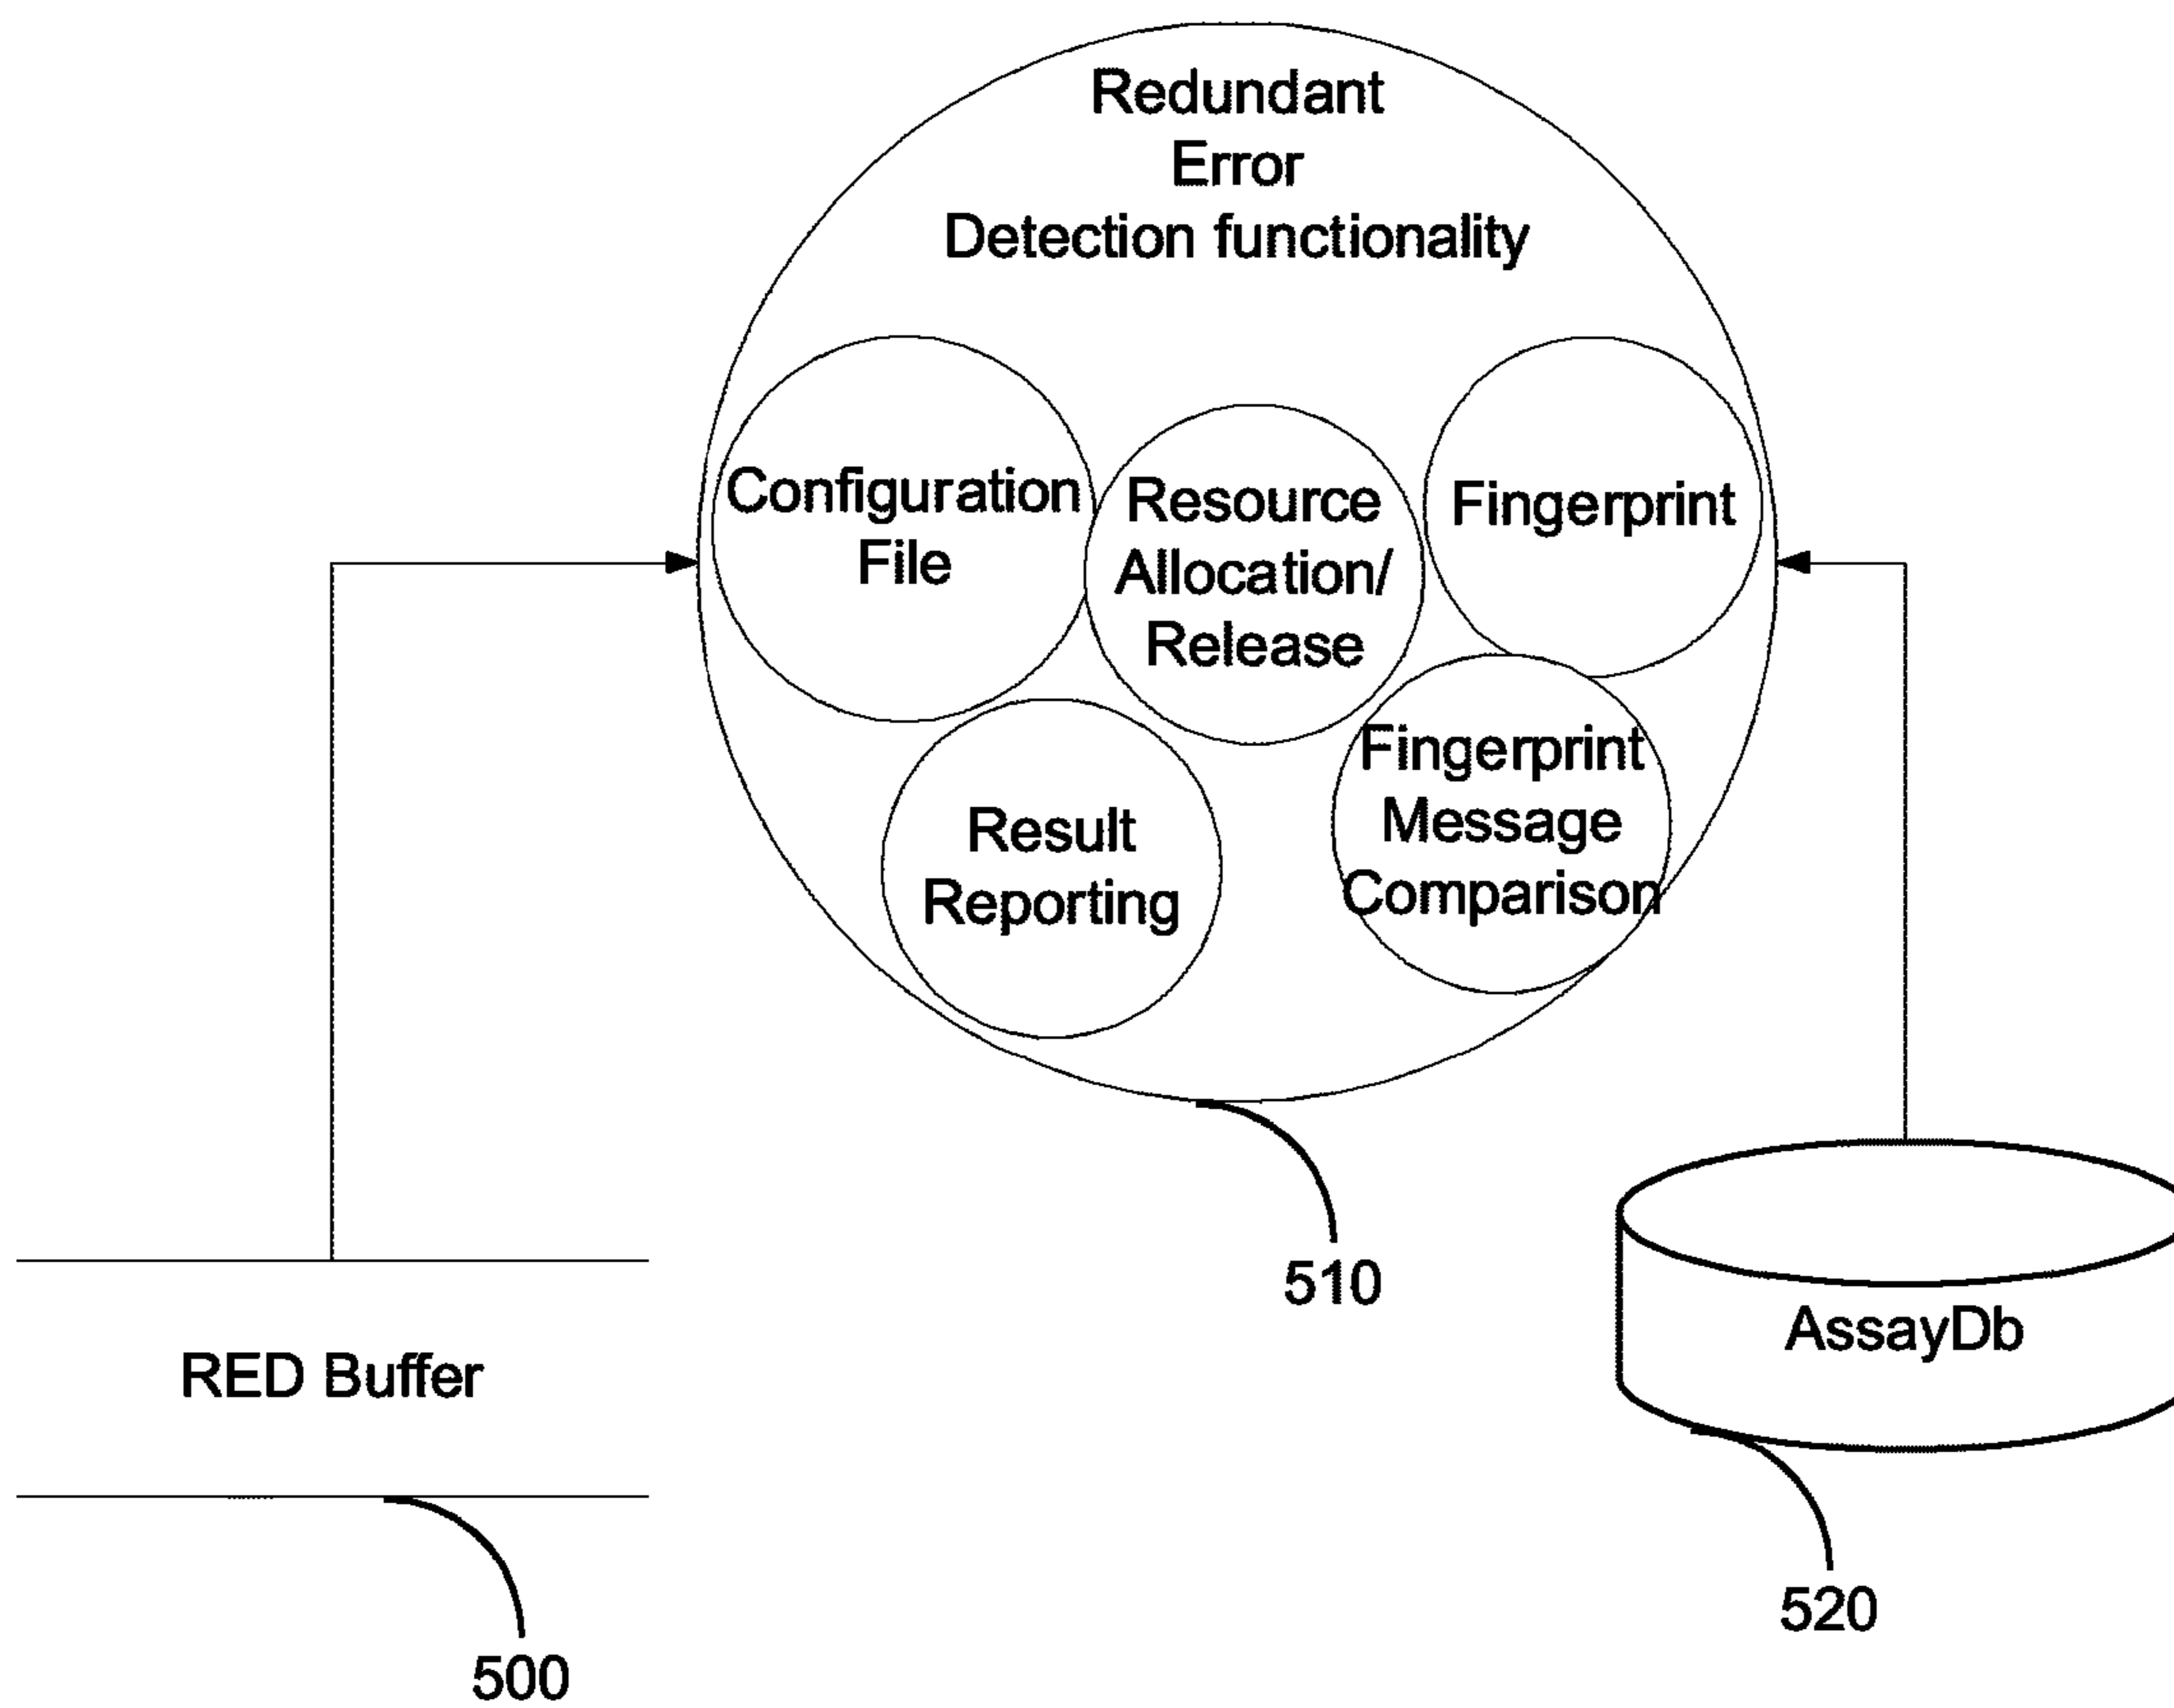 Redundant
Error
Detection functionality
Configuration
File
Resource
Allocation/
Release
Fingerprint
Result
Reporting
Fingerprint
Message
Comparison
510
RED Buffer
500
AssayDb
520